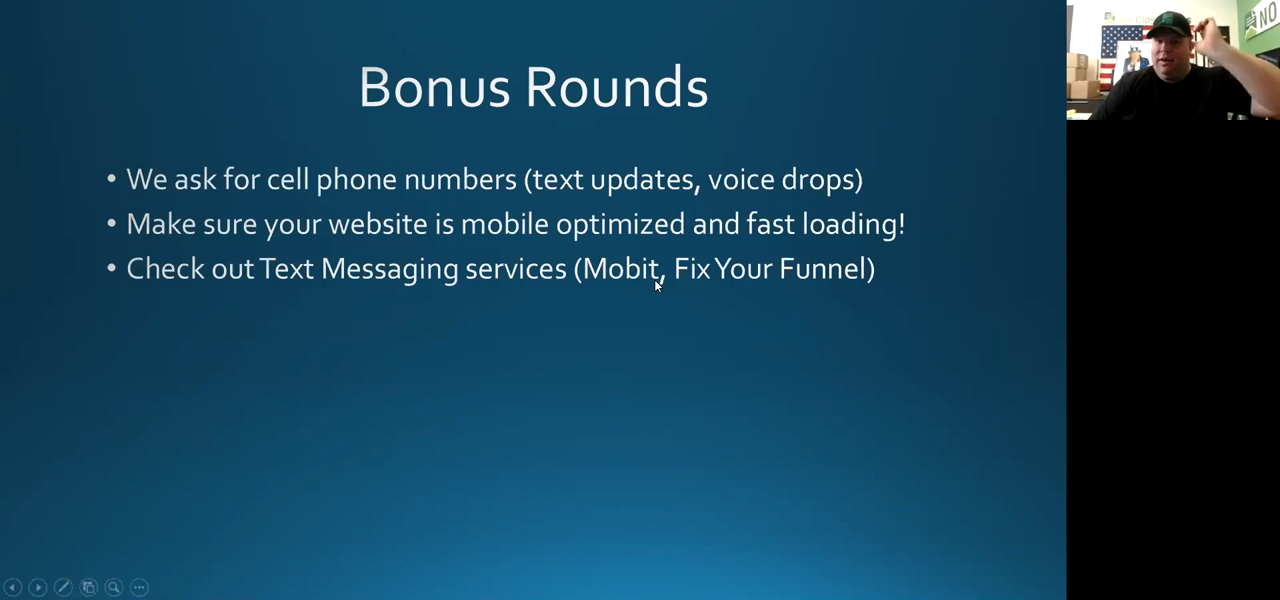 Bonus Rounds
• We ask for cell phone numbers (text updates, voice drops)
• Make sure your website is mobile optimized and fast loading!
• Check out Text Messaging services (Mobit, Fix Your Funnel)
NO